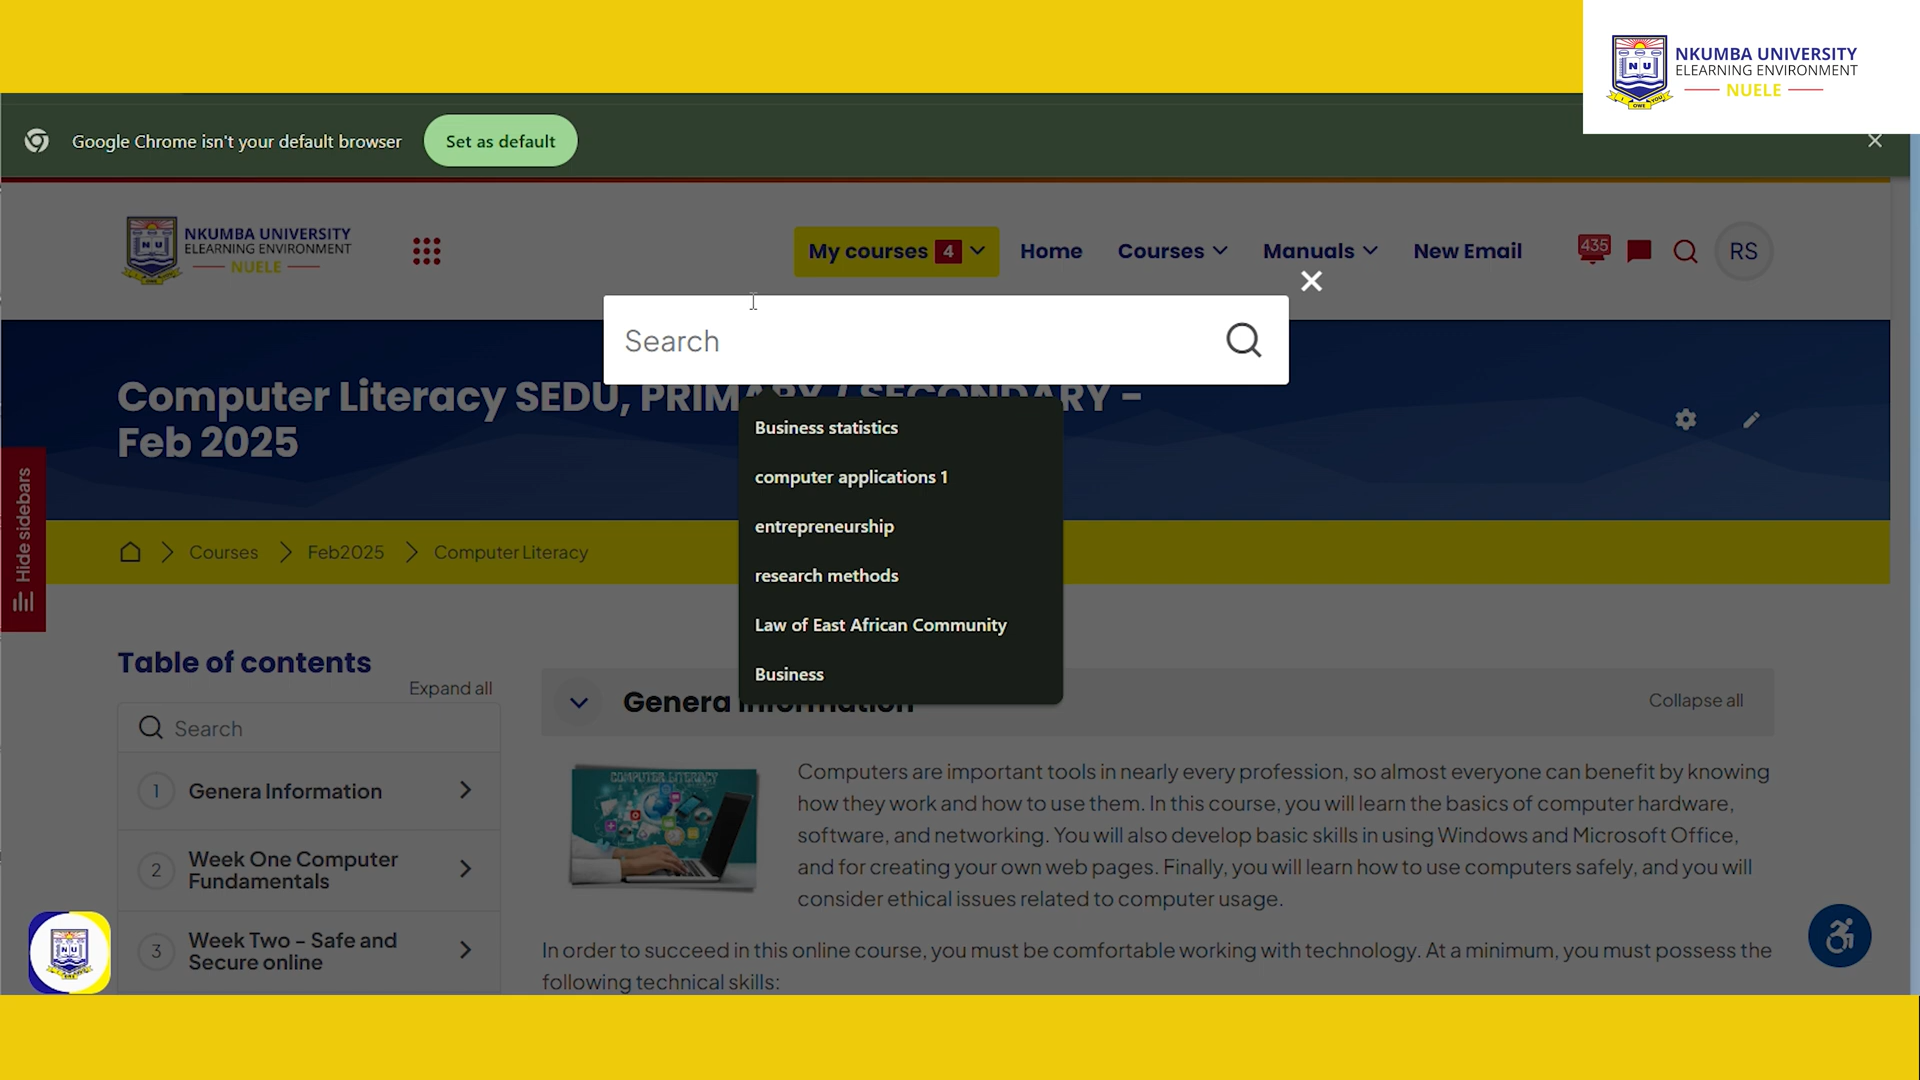 NKUMBA UNIVERSITY
ELEARNING ENVIRONMENT
NUELE
Google Chrome isn't your default browser
Set as default
NKUMBA UNIVERSITY
ELEARNING ENVIRONMENT
NUELE
My courses 4
Home
Courses
Manuals
New Email
435
RS
Search
Computer Literacy SEDU, PRIMARY / SECONDARY –
Feb 2025
Business statistics
computer applications 1
entrepreneurship
research methods
Law of East African Community
Business
Hide sidebars
Courses
Feb2025
Computer Literacy
Table of contents
Expand all
Search
1 Genera Information
2 Week One Computer
Fundamentals
3 Week Two – Safe and
Secure online
Genera Information
Collapse all
COMPUTER LITERACY
Computers are important tools in nearly every profession, so almost everyone can benefit by knowing
how they work and how to use them. In this course, you will learn the basics of computer hardware,
software, and networking. You will also develop basic skills in using Windows and Microsoft Office,
and for creating your own web pages. Finally, you will learn how to use computers safely, and you will
consider ethical issues related to computer usage.
In order to succeed in this online course, you must be comfortable working with technology. At a minimum, you must possess the
following technical skills: